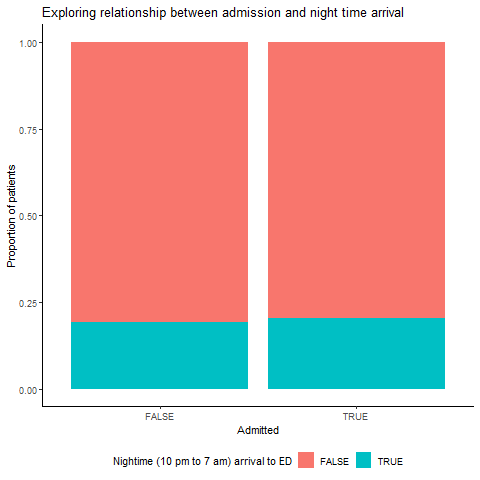 Exploring relationship between admission and night time arrival
Proportion of patients
1.00
0.75
0.50
0.25
0.00
FALSE TRUE
Admitted
Nightime (10 pm to 7 am) arrival to ED FALSE TRUE